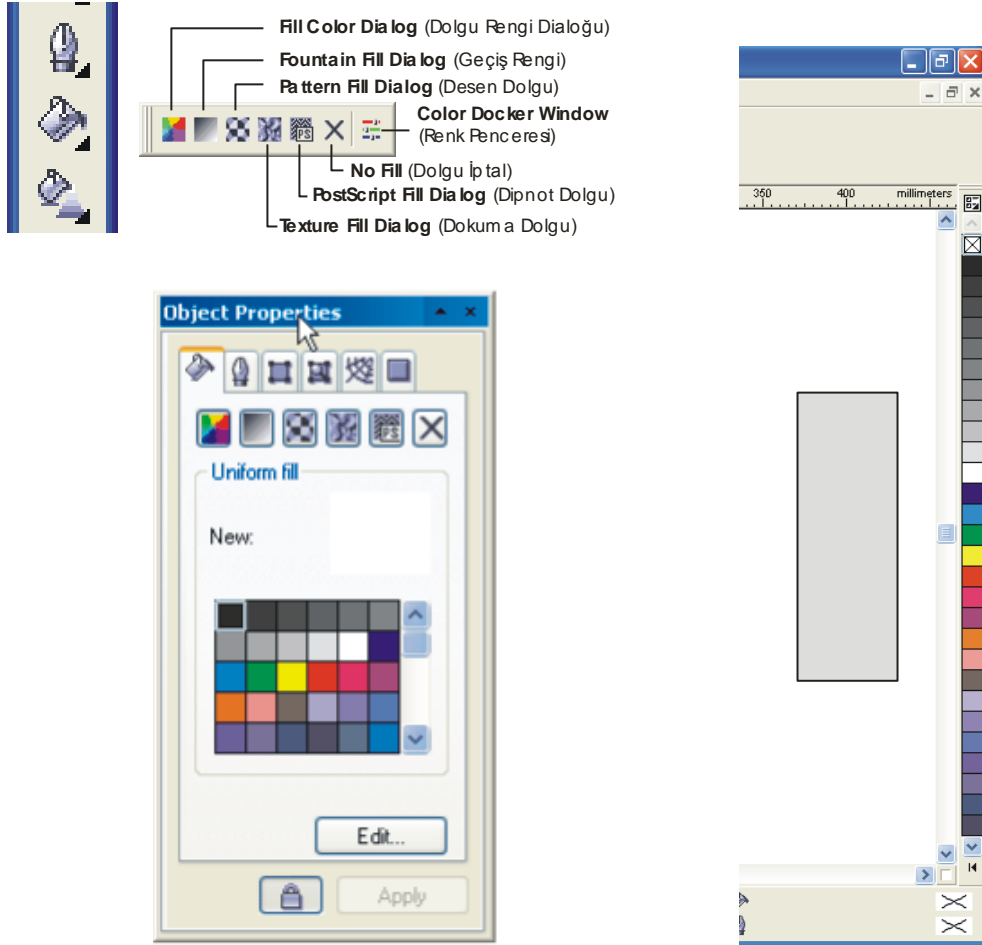 Fill Color Dialog (Dolgu Rengi Dialoğu)
Fountain Fill Dialog (Geçiş Rengi)
Pattern Fill Dialog (Desen Dolgu)
Color Docker Window
(Renk Penceresi)
PS
No Fill (Dolgu İptal)
PostScript Fill Dialog (Dipnot Dolgu)
Texture Fill Dialog (Dokuma Dolgu)
350 400 millimeters
Object Properties
PS
Uniform fill
New:
Edit...
Apply